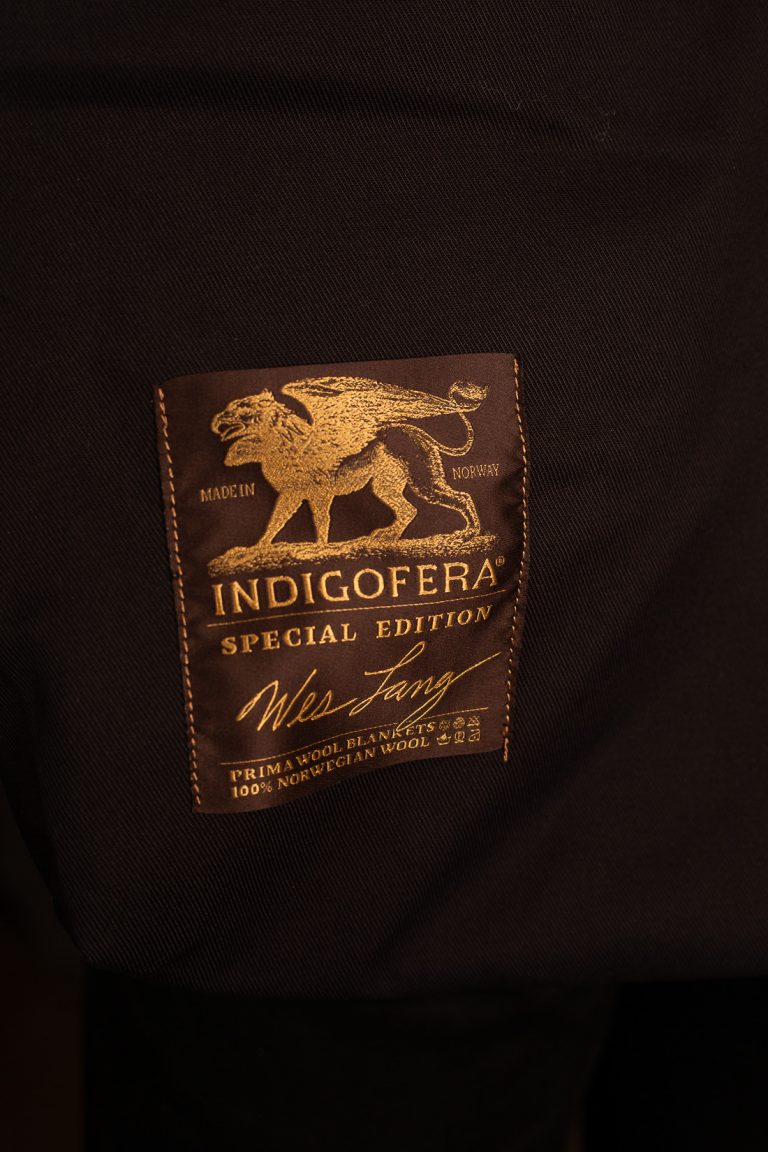 MADE IN NORWAY
INDIGOFERA®
SPECIAL EDITION
Wes Lang
PRIMA WOOL BLANKETS
100% NORWEGIAN WOOL